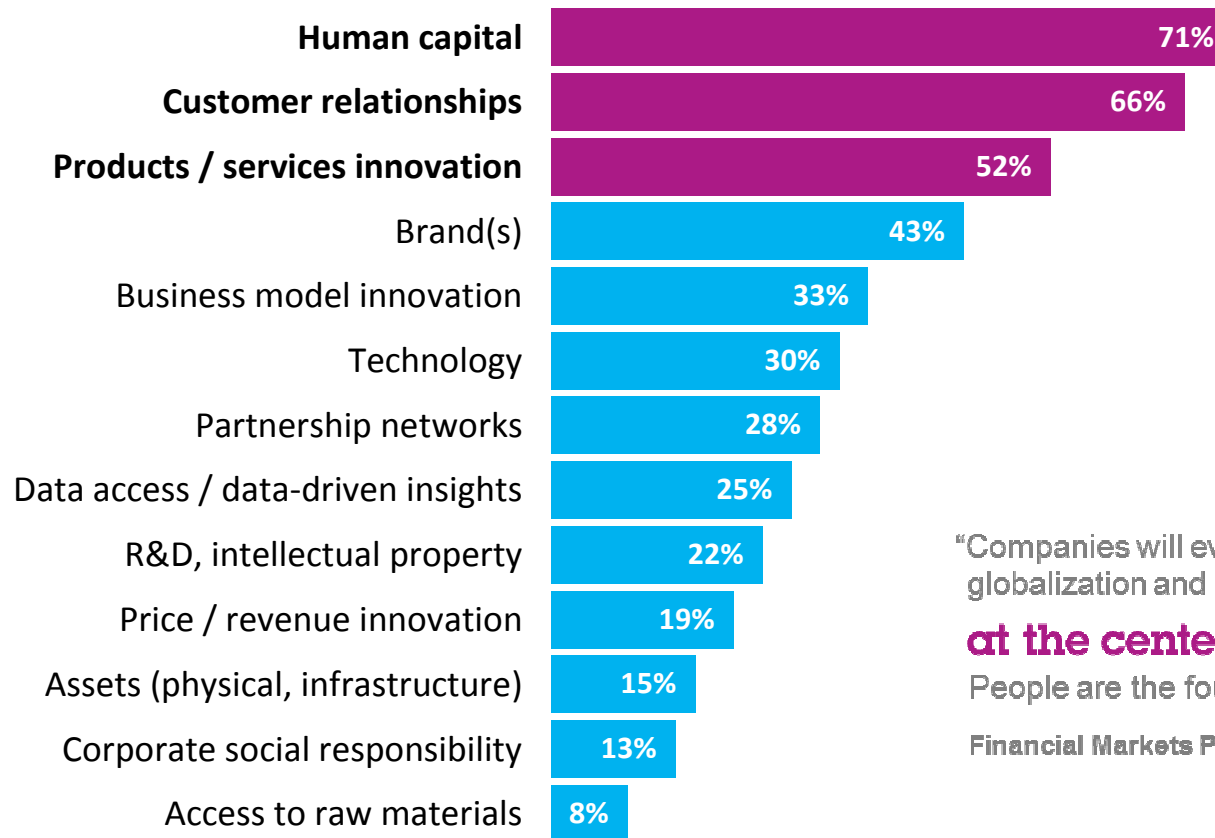 Human capital 71%
Customer relationships 66%
Products / services innovation 52%
Brand(s) 43%
Business model innovation 33%
Technology 30%
Partnership networks 28%
Data access / data-driven insights 25%
R&D, intellectual property 22%
Price / revenue innovation 19%
Assets (physical, infrastructure) 15%
Corporate social responsibility 13%
Access to raw materials 8%
“Companies will
globalization and
at the
People are the
Financial Markets